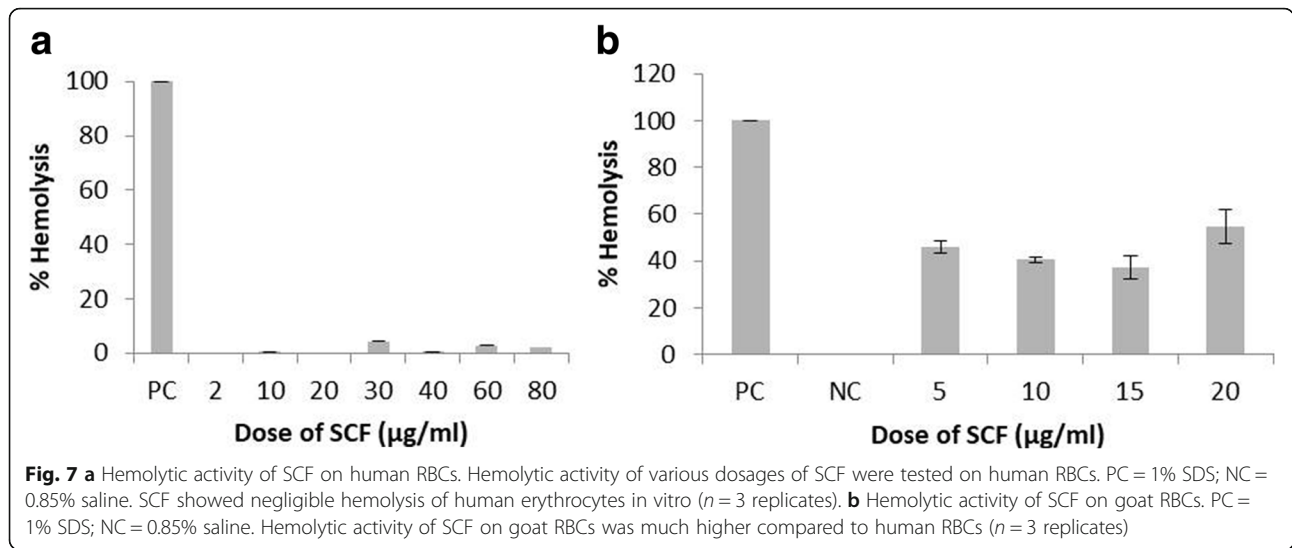 a
100
80
60
40
20
0
% Hemolysis
PC 2 10 20 30 40 60 80
Dose of SCF (µg/ml)
b
120
100
80
60
40
20
0
% Hemolysis
PC NC 5 10 15 20
Dose of SCF (µg/ml)
Fig. 7 a Hemolytic activity of SCF on human RBCs. Hemolytic activity of various dosages of SCF were tested on human RBCs. PC = 1% SDS; NC =
0.85% saline. SCF showed negligible hemolysis of human erythrocytes in vitro (n = 3 replicates). b Hemolytic activity of SCF on goat RBCs. PC =
1% SDS; NC = 0.85% saline. Hemolytic activity of SCF on goat RBCs was much higher compared to human RBCs (n = 3 replicates)